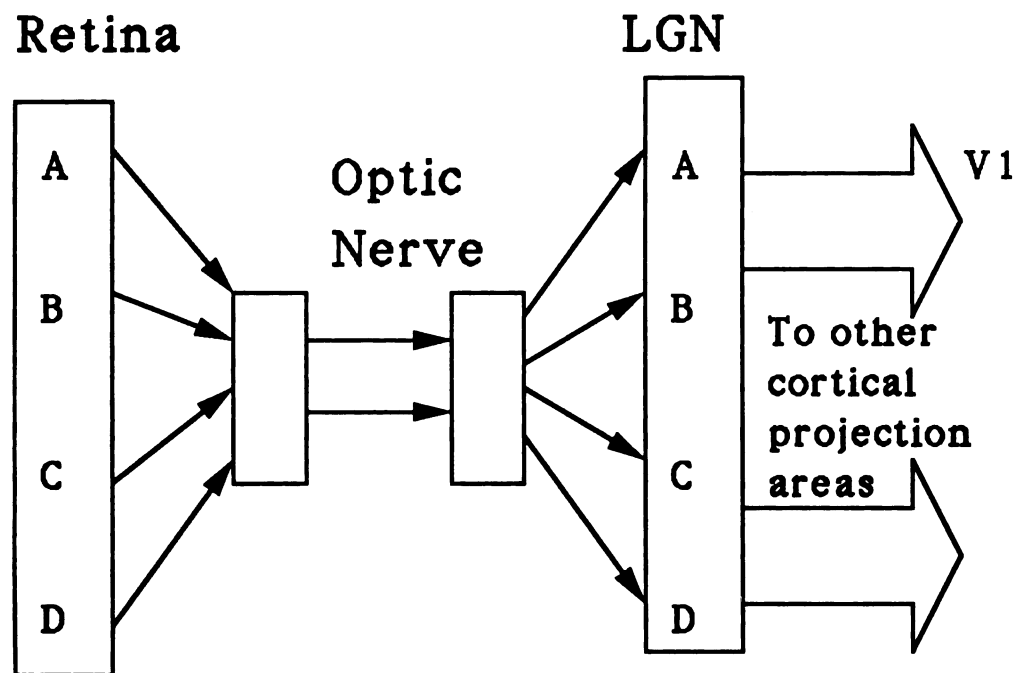 Retina
LGN
A
B
C
D
Optic
Nerve
A
B
C
D
V1
To other
cortical
projection
areas